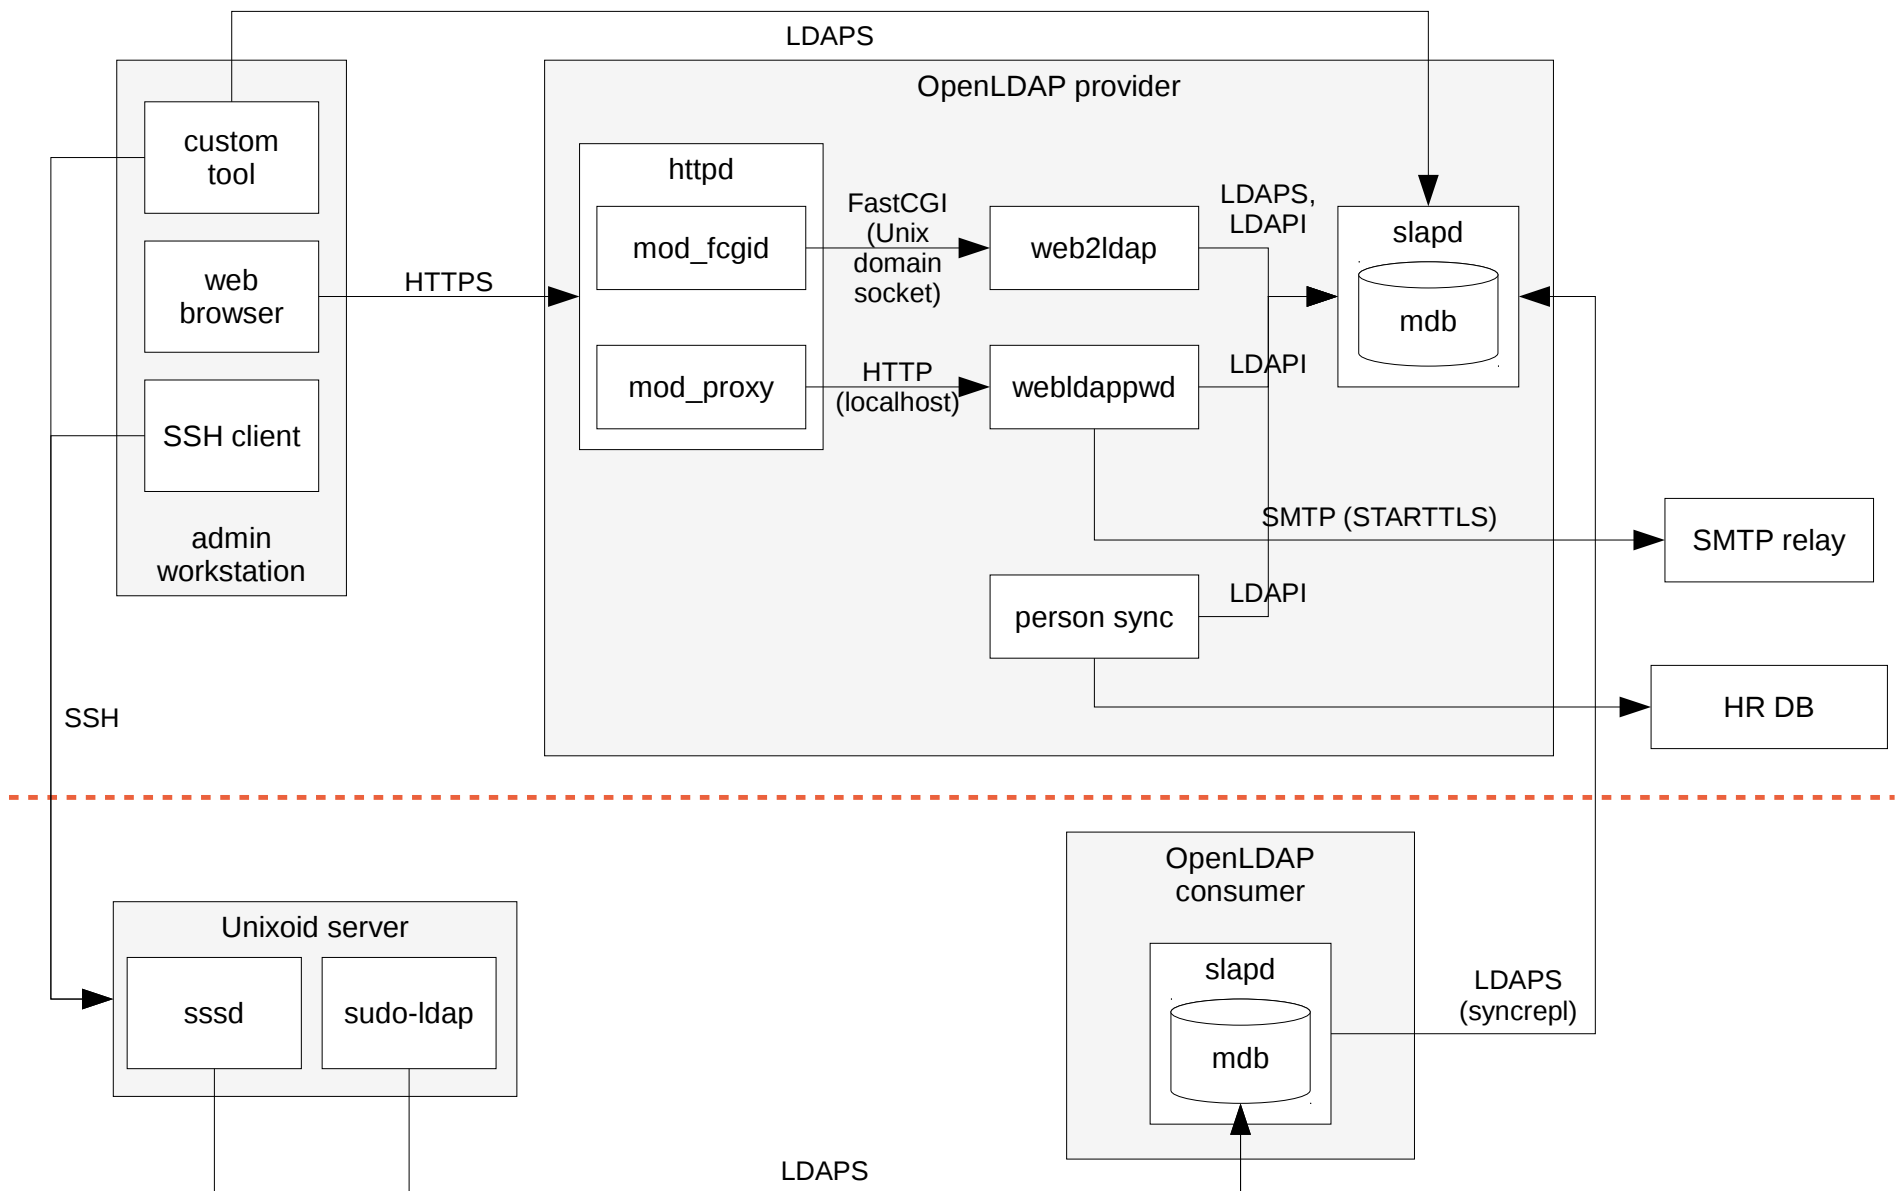 LDAPS
OpenLDAP provider
custom
tool
httpd
FastCGI
(Unix
domain
socket)
LDAPS,
LDAPI
mod_fcgid
web2ldap
slapd
web
browser
HTTPS
mdb
mod_proxy
HTTP
(localhost)
webldappwd
LDAPI
SSH client
admin
workstation
SMTP (STARTTLS)
SMTP relay
person sync
LDAPI
SSH
HR DB
OpenLDAP
consumer
Unixoid server
slapd
sssd
sudo-ldap
LDAPS
(syncrepl)
mdb
LDAPS